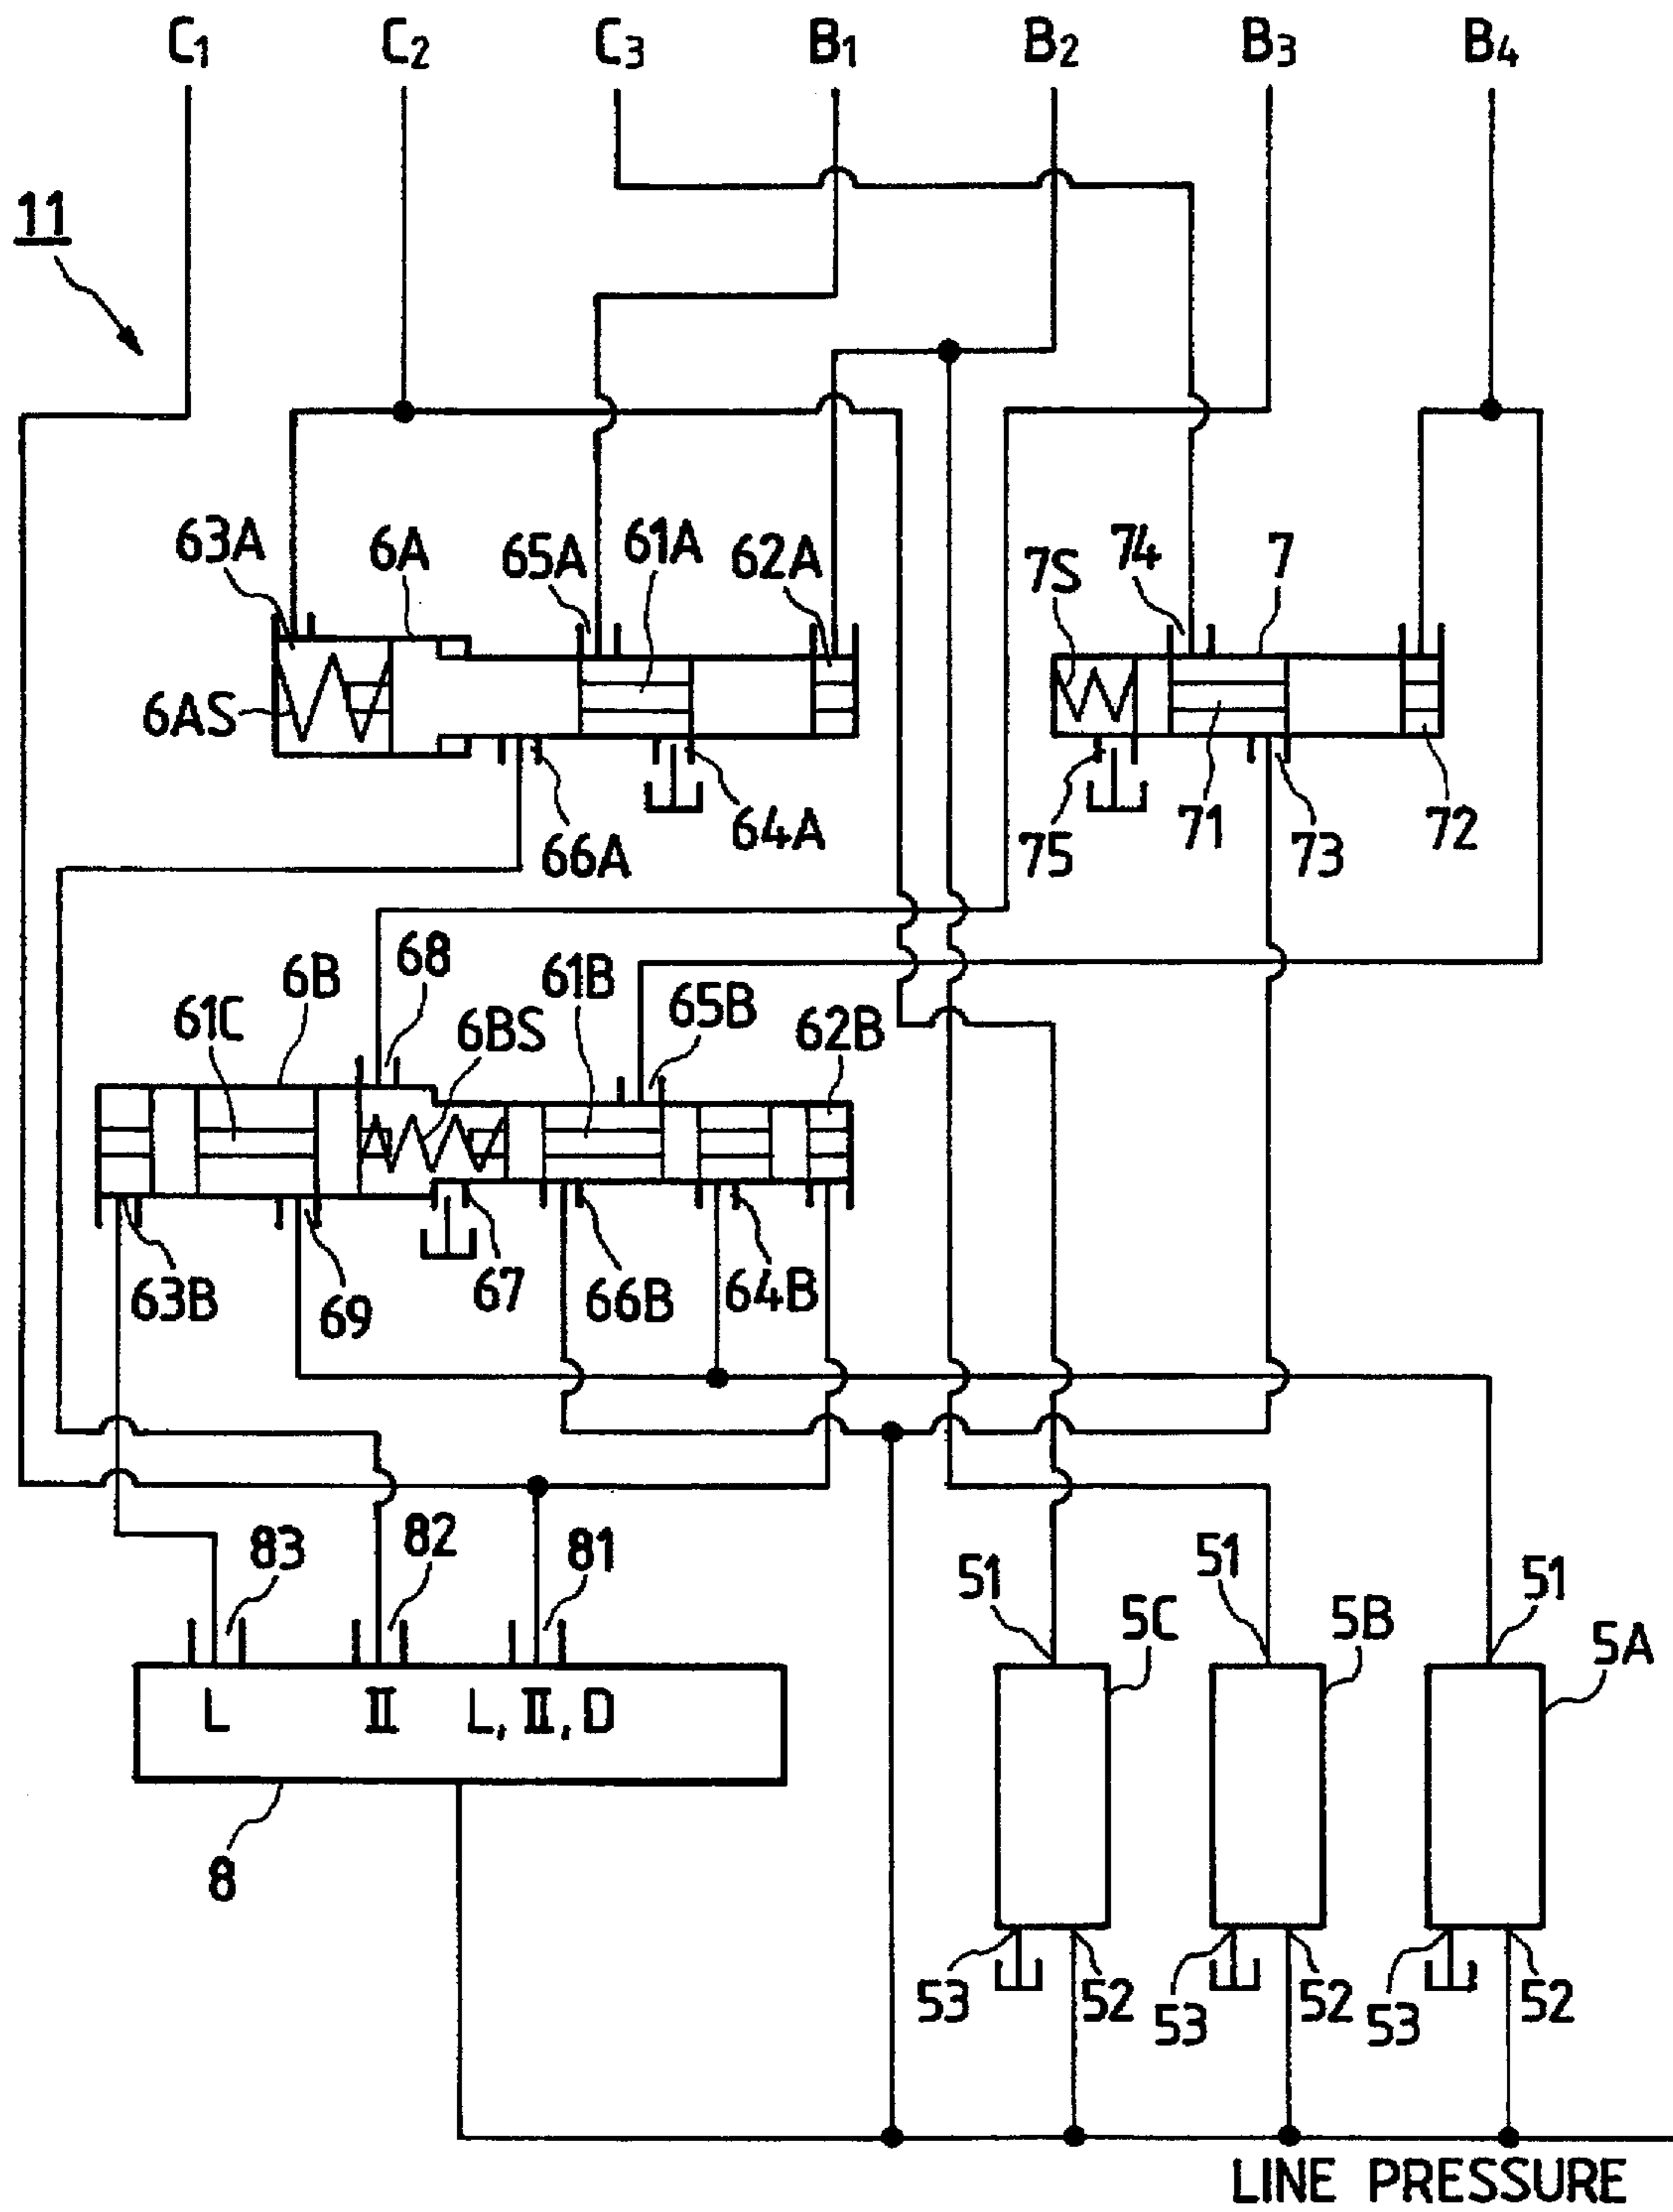 C1 C2 C3 B1 B2 B3 B4
11
63A 6A 65A 61A 62A 7S 74 7
6AS
66A 64A 75 71 73 72
61C 6B 68 6BS 61B 65B 62B
63B 69 67 66B 64B
83 82 81 51 51 51
5C 5B 5A
L II L, II, D
8
53 52 53 52 53 52
LINE PRESSURE